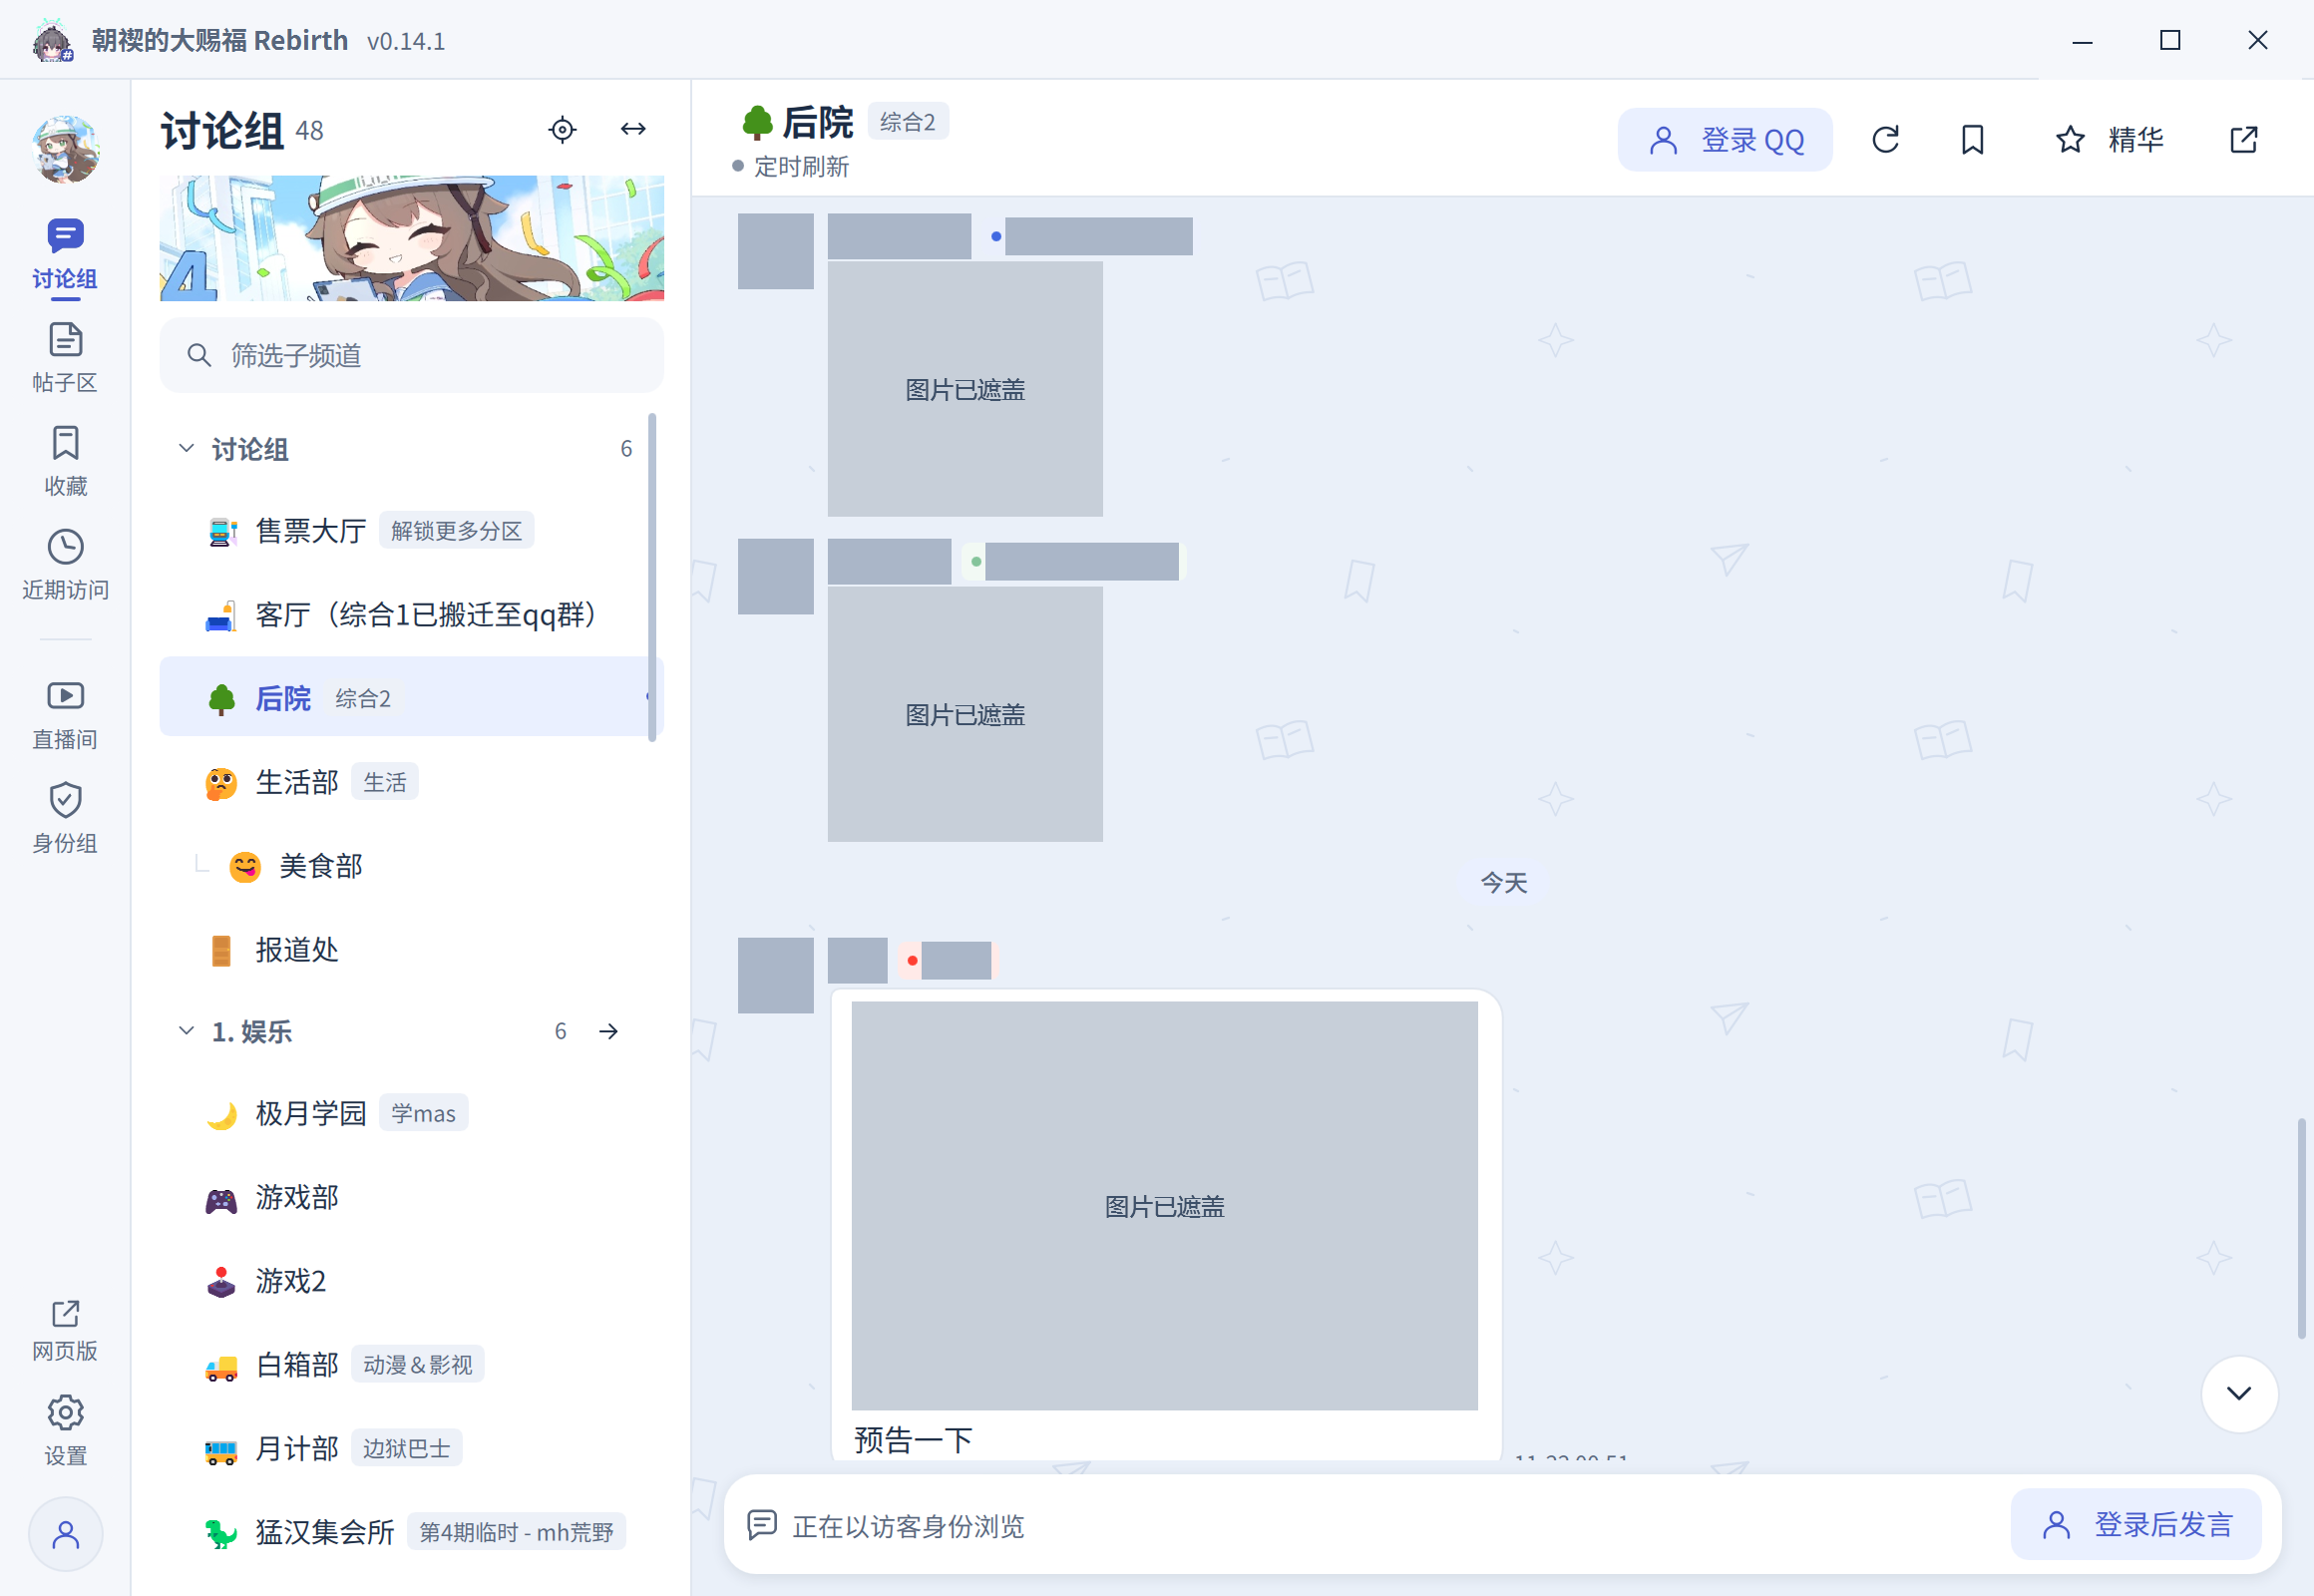 朝禊的大赐福 Rebirth v0.14.1
讨论组
帖子区
收藏
近期访问
直播间
身份组
网页版
设置
讨论组 48
4
筛选子频道
讨论组 6
售票大厅 解锁更多分区
客厅（综合1已搬迁至qq群）
后院 综合2
生活部 生活
美食部
报道处
1. 娱乐 6
极月学园 学mas
游戏部
游戏2
白箱部 动漫＆影视
月计部 边狱巴士
猛汉集会所 第4期临时 - mh荒野
后院 综合2
定时刷新
登录 QQ
精华
图片已遮盖
图片已遮盖
今天
图片已遮盖
预告一下
正在以访客身份浏览
登录后发言